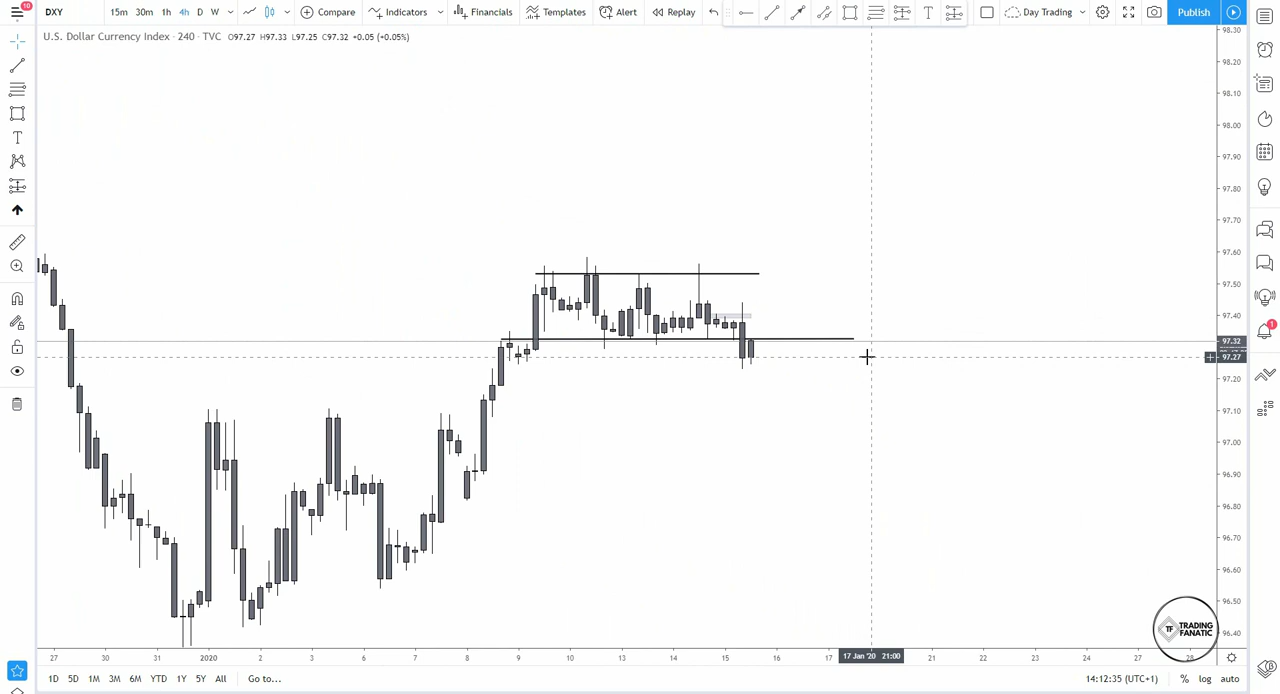 10
DXY
15m 30m 1h 4h D W
Compare
Indicators
Financials
Templates
Alert
Replay
Day Trading
Publish
U.S. Dollar Currency Index · 240 · TVC O97.27 H97.33 L97.25 C97.32 +0.05 (+0.05%)
98.30
98.20
98.10
98.00
97.90
97.80
97.70
97.60
97.50
97.40
97.32
97.27
97.20
97.10
97.00
96.90
96.80
96.70
96.60
96.50
96.40
1
TF TRADING FANATIC
27 30 31 2020 2 3 6 7 8 9 10 13 14 15 16 17 17 Jan '20 21:00 21 22 23 24 27 28
1D 5D 1M 3M 6M YTD 1Y 5Y All Go to...
14:12:35 (UTC+1) % log auto